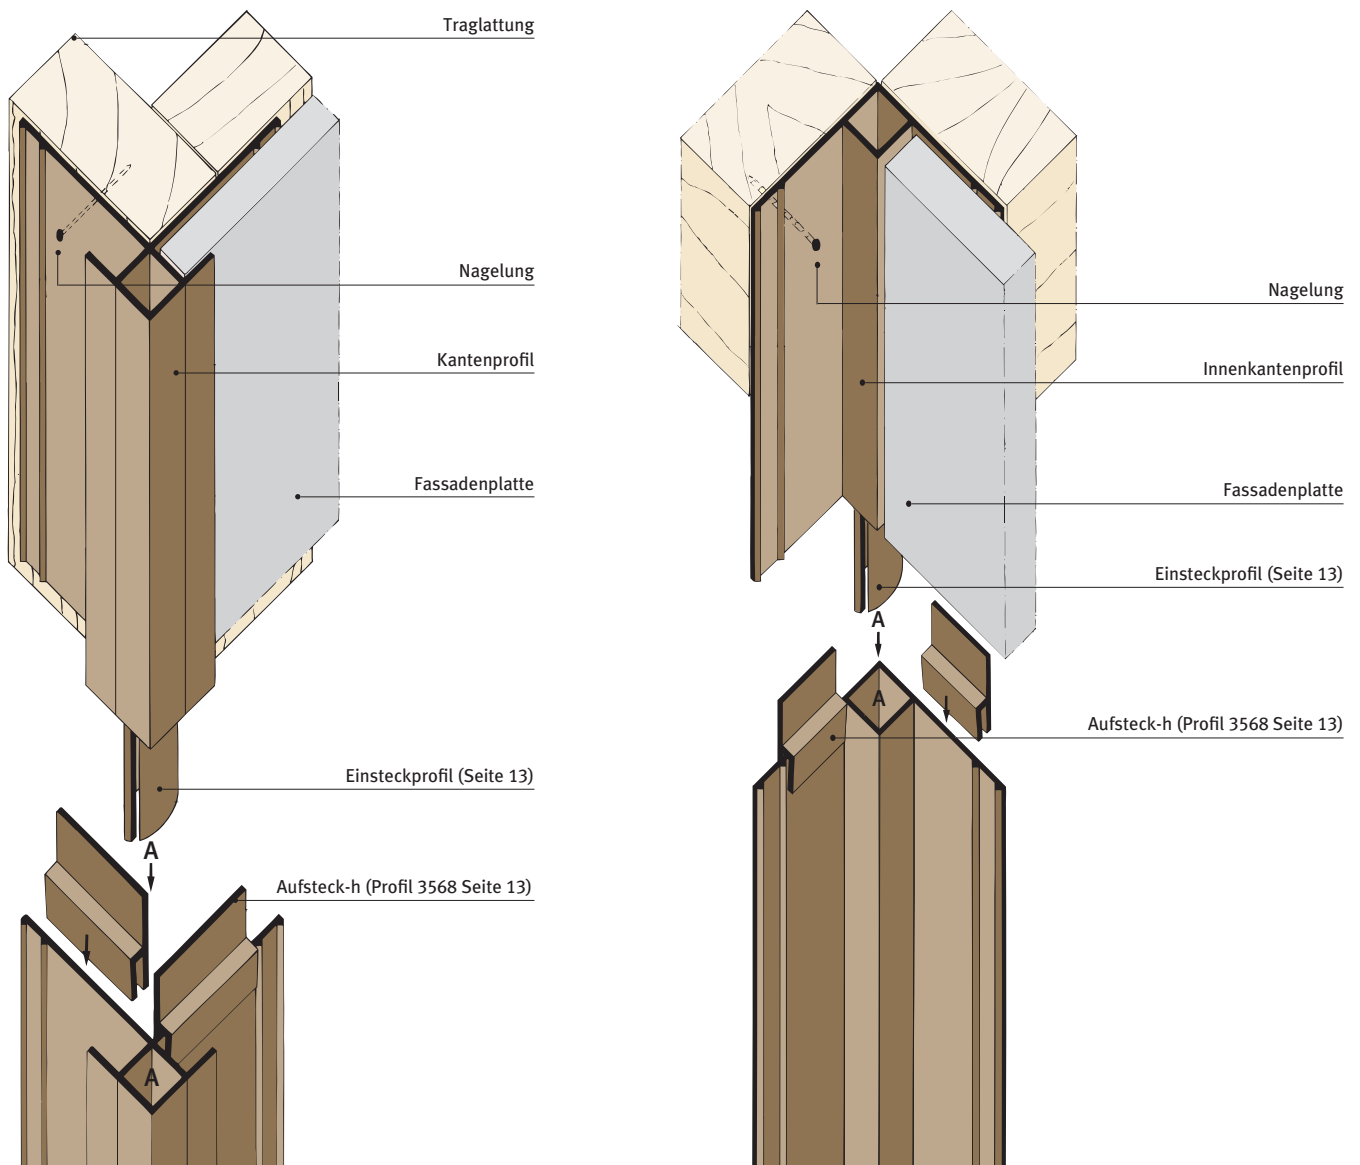 Traglattung
Nagelung
Kantenprofil
Fassadenplatte
Einsteckprofil (Seite 13)
A
Aufsteck-h (Profil 3568 Seite 13)
A
Nagelung
Innenkantenprofil
Fassadenplatte
Einsteckprofil (Seite 13)
A
A
Aufsteck-h (Profil 3568 Seite 13)